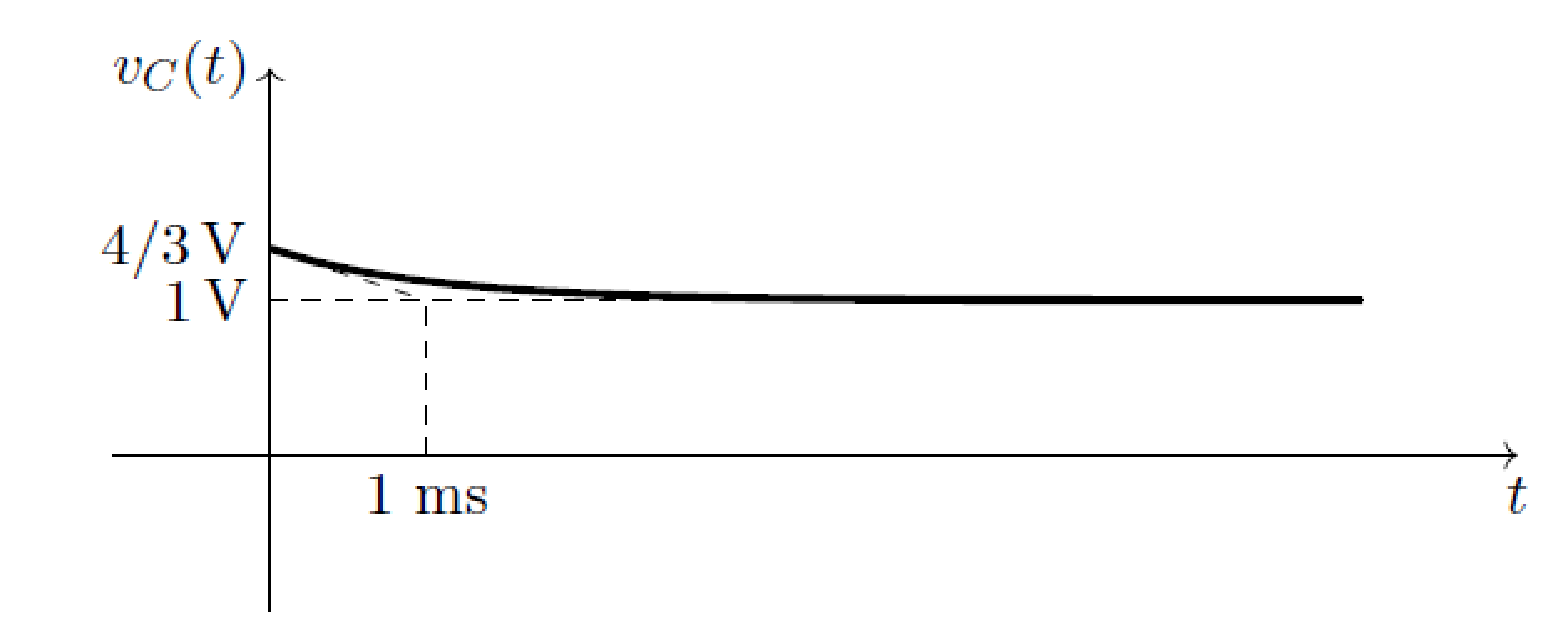 v_C(t)
4/3 V
1 V
1 ms
t